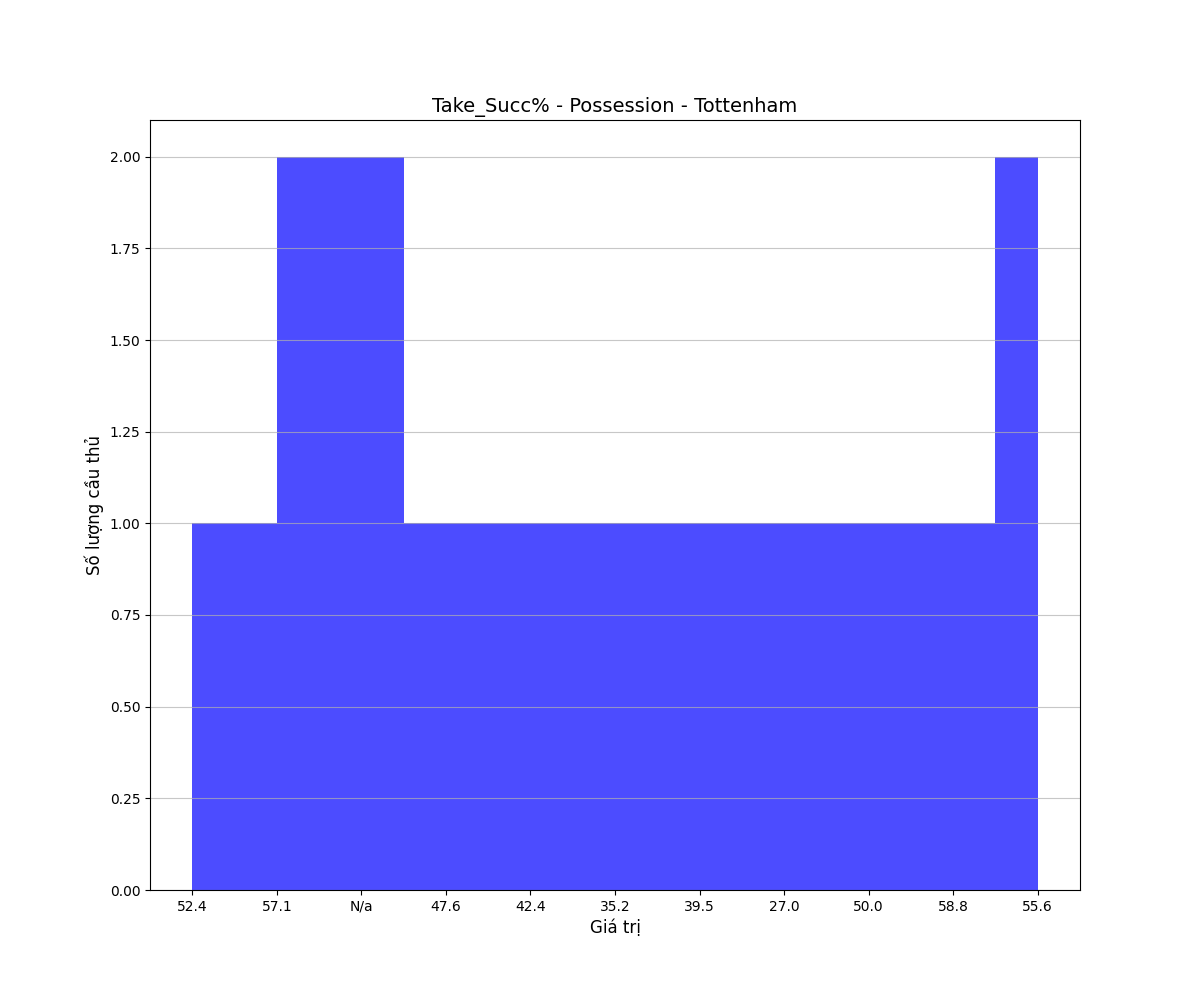 Take_Succ% - Possession - Tottenham
2.00
1.75
1.50
1.25
1.00
0.75
0.50
0.25
0.00
Số lượng cầu thủ
52.4 57.1 N/a 47.6 42.4 35.2 39.5 27.0 50.0 58.8 55.6
Giá trị